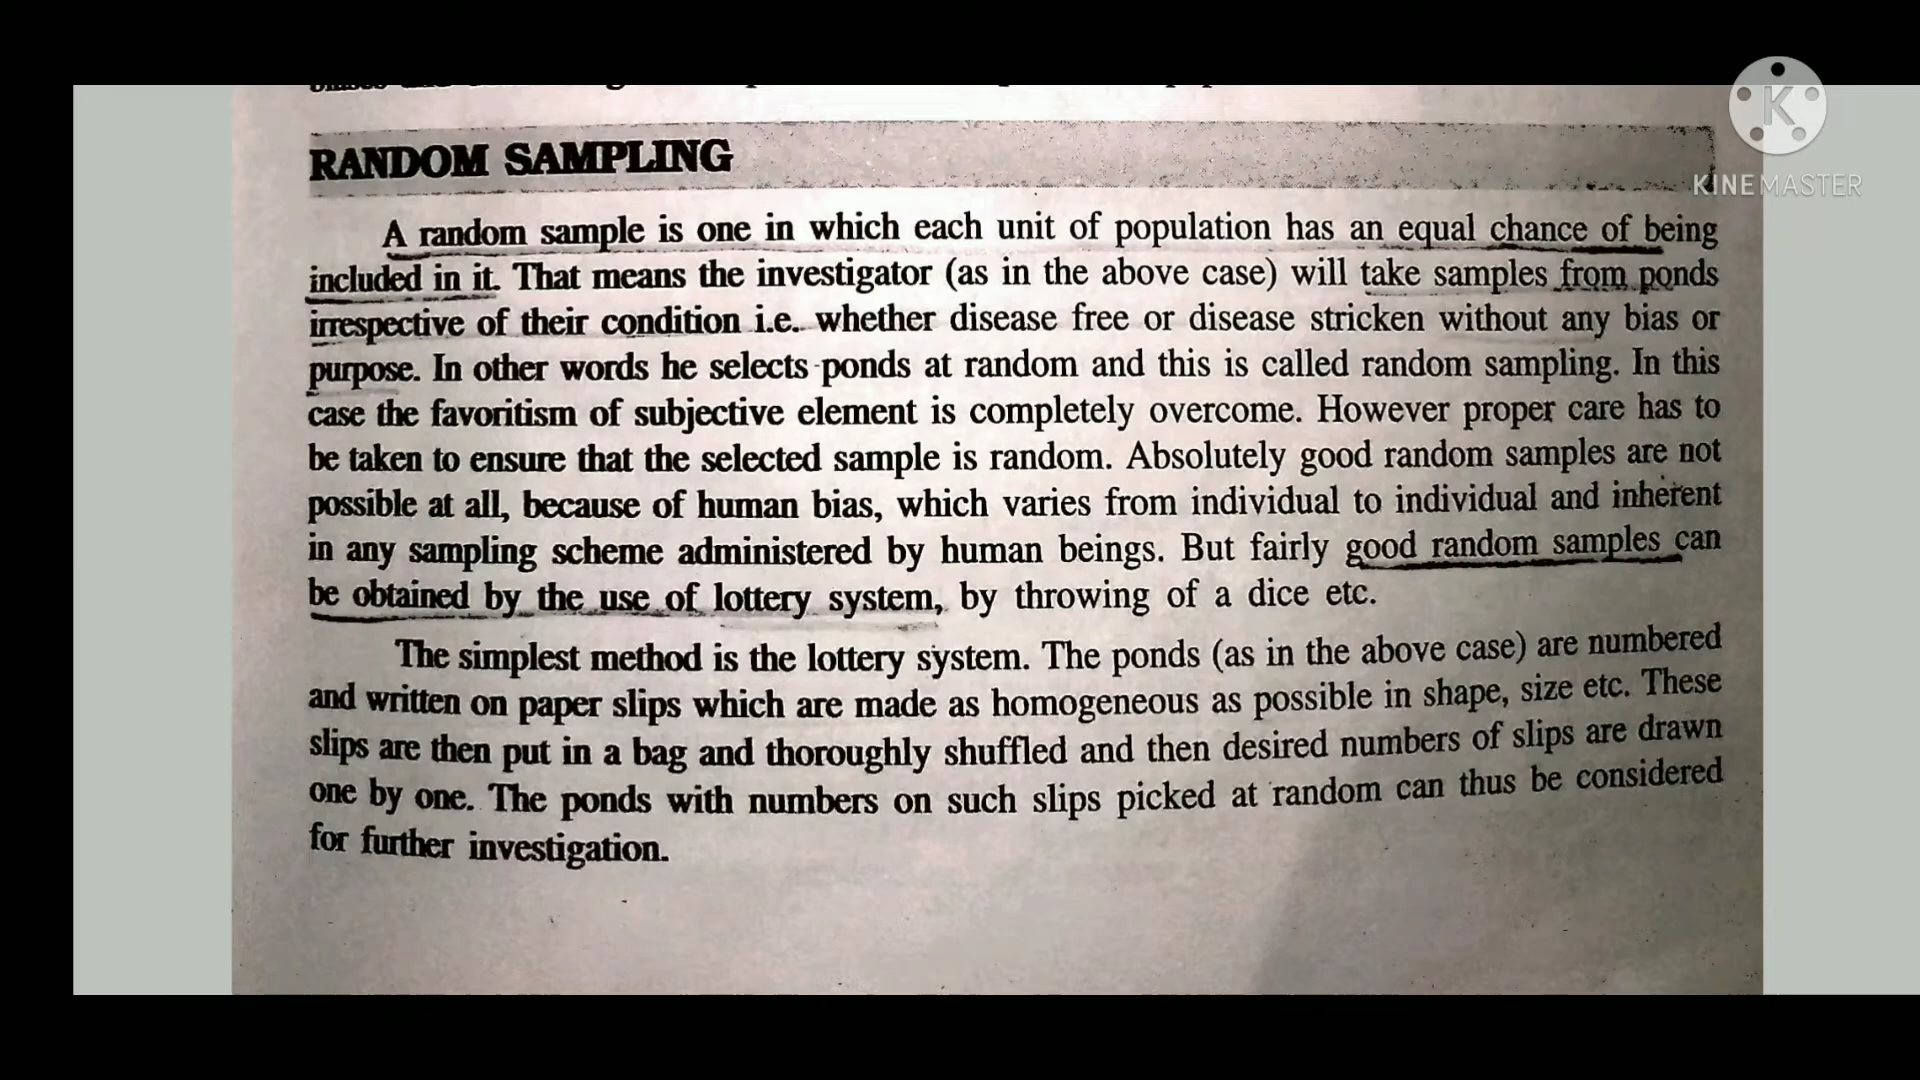 RANDOM SAMPLING
A random sample is one in which each unit of population has an equal chance of being
included in it. That means the investigator (as in the above case) will take samples from ponds
irrespective of their condition i.e. whether disease free or disease stricken without any bias or
purpose. In other words he selects ponds at random and this is called random sampling. In this
case the favoritism of subjective element is completely overcome. However proper care has to
be taken to ensure that the selected sample is random. Absolutely good random samples are not
possible at all, because of human bias, which varies from individual to individual and inherent
in any sampling scheme administered by human beings. But fairly good random samples can
be obtained by the use of lottery system, by throwing of a dice etc.
The simplest method is the lottery system. The ponds (as in the above case) are numbered
and written on paper slips which are made as homogeneous as possible in shape, size etc. These
slips are then put in a bag and thoroughly shuffled and then desired numbers of slips are drawn
one by one. The ponds with numbers on such slips picked at random can thus be considered
for further investigation.
K
KINEMASTER